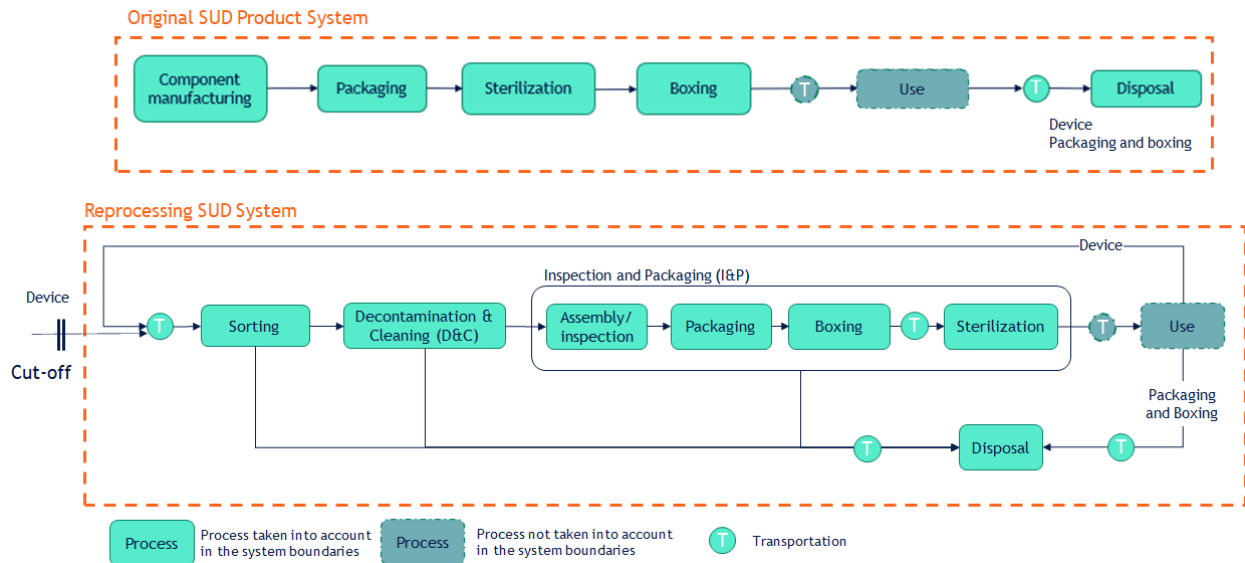 Original SUD Product System
Component
manufacturing
Packaging
Sterilization
Boxing
T
Use
T
Disposal
Device
Packaging and boxing
Reprocessing SUD System
Device
Inspection and Packaging (I&P)
Device
Cut-off
T
Sorting
Decontamination &
Cleaning (D&C)
Assembly/
inspection
Packaging
Boxing
T
Sterilization
T
Use
Packaging
and Boxing
T
Disposal
T
Process
Process taken into account
in the system boundaries
Process
Process not taken into account
in the system boundaries
T
Transportation